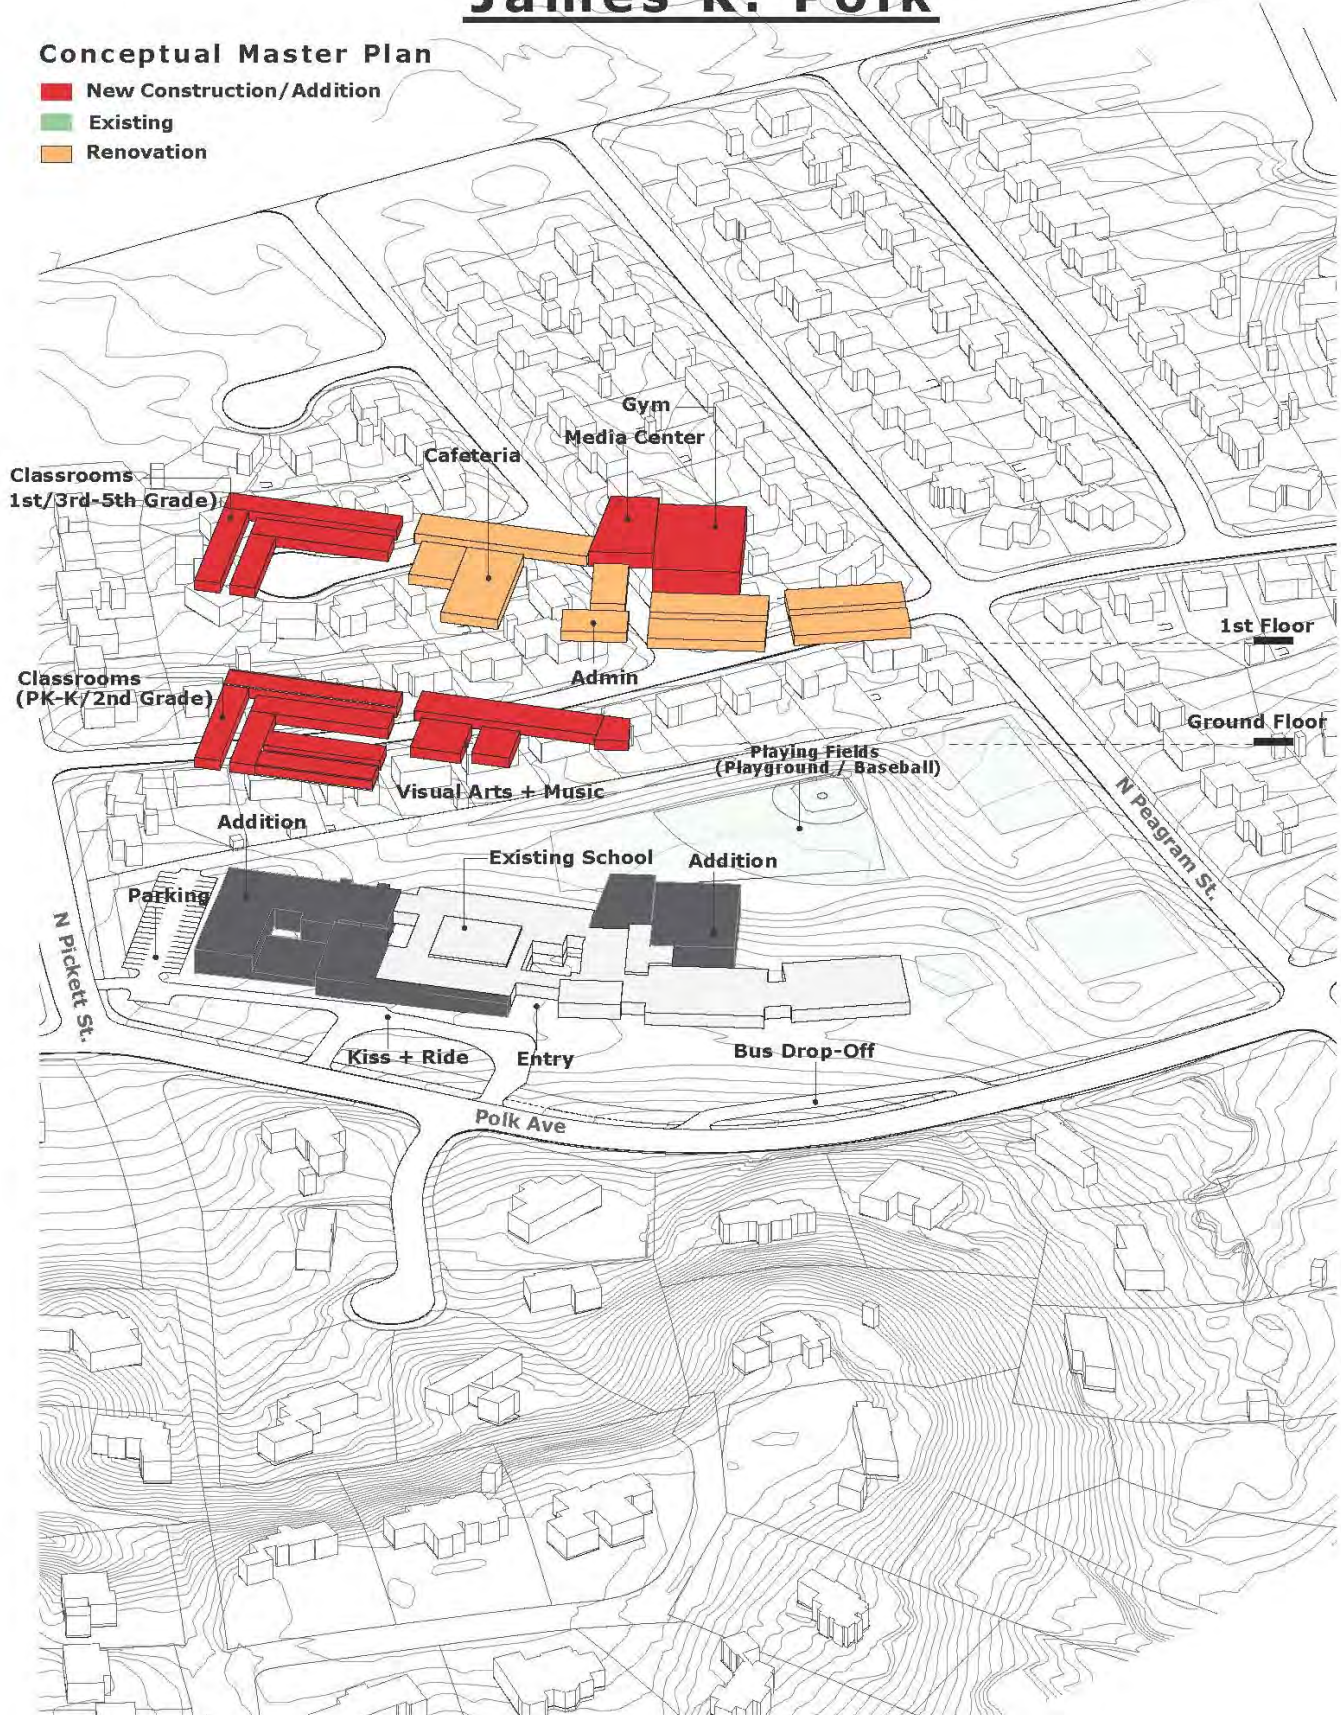 James K. Polk
Conceptual Master Plan
New Construction/Addition
Existing
Renovation
Gym
Media Center
Cafeteria
Classrooms
1st/3rd-5th Grade)
1st Floor
Admin
Classrooms
(PK-K/2nd Grade)
Ground Floor
Playing Fields
(Playground / Baseball)
Visual Arts + Music
N Peagram St.
Addition
Existing School
Addition
Parking
N Pickett St.
Kiss + Ride
Entry
Bus Drop-Off
Polk Ave